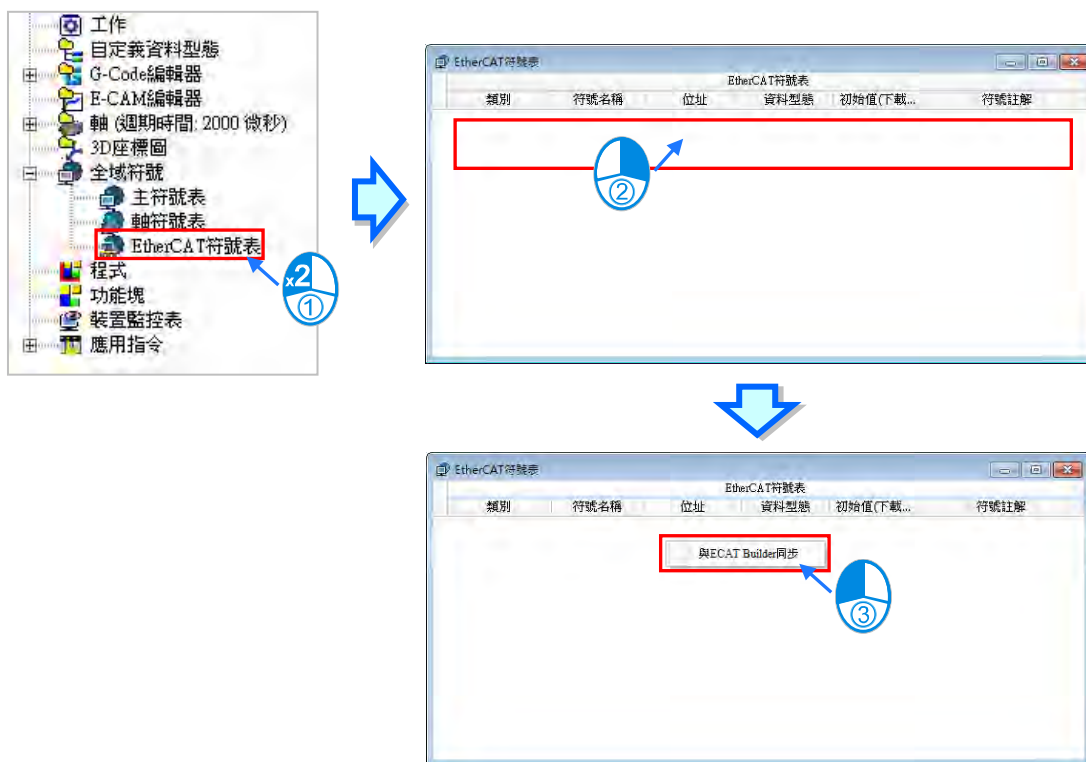 工作
自定義資料型態
G-Code編輯器
E-CAM編輯器
軸 (週期時間: 2000 微秒)
3D座標圖
全域符號
主符號表
軸符號表
EtherCAT符號表
程式
功能塊
裝置監控表
應用指令
x2
①
EtherCAT符號表
EtherCAT符號表
類別 符號名稱 位址 資料型態 初始值(下載... 符號註解
②
EtherCAT符號表
EtherCAT符號表
類別 符號名稱 位址 資料型態 初始值(下載... 符號註解
與ECAT Builder同步
③